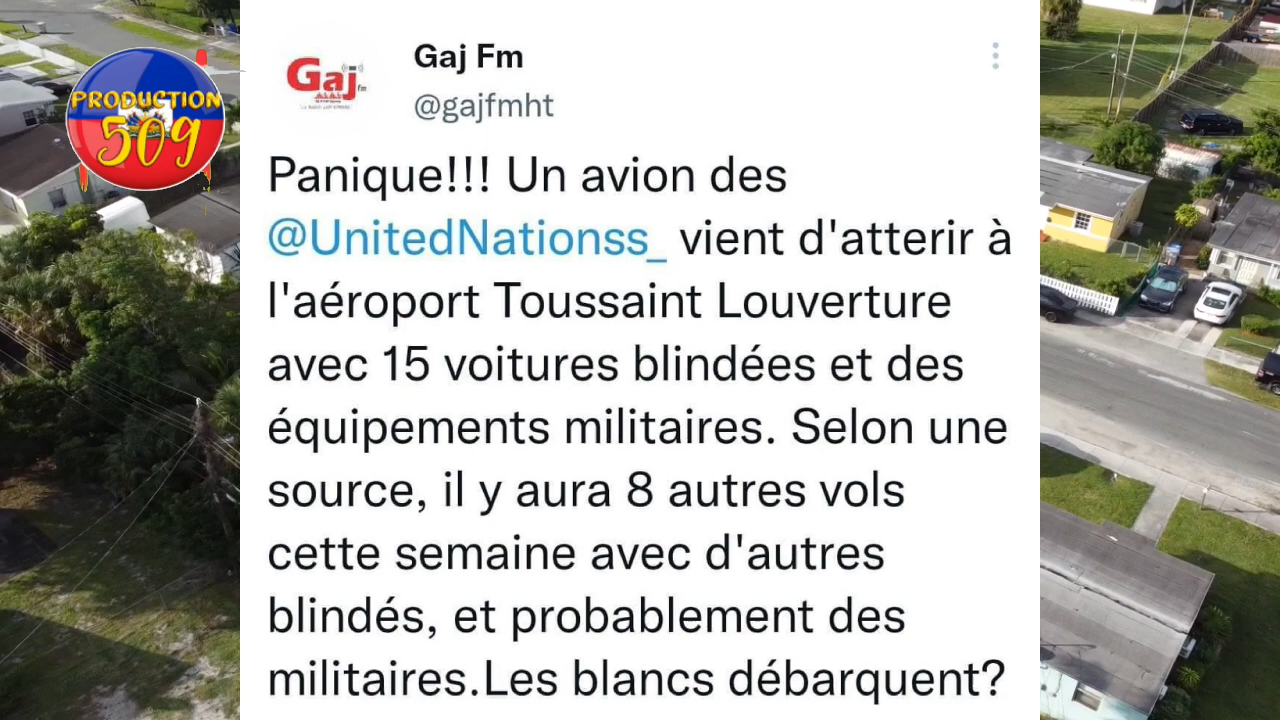 PRODUCTION
509
Gaj fm
Gaj Fm
@gajfmht
Panique!!! Un avion des
@UnitedNationss_ vient d'atterir à
l'aéroport Toussaint Louverture
avec 15 voitures blindées et des
équipements militaires. Selon une
source, il y aura 8 autres vols
cette semaine avec d'autres
blindés, et probablement des
militaires.Les blancs débarquent?